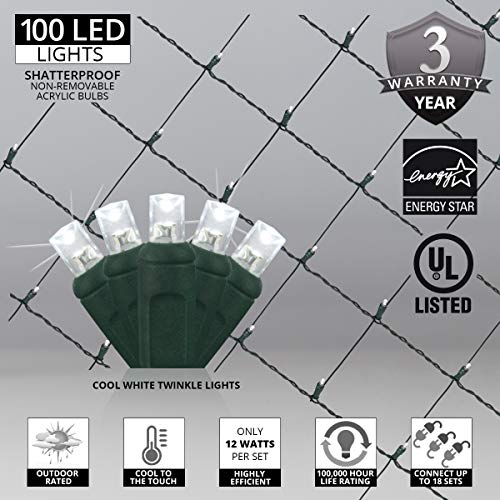 100 LED
LIGHTS
SHATTERPROOF
NON-REMOVABLE
ACRYLIC BULBS
3
WARRANTY
YEAR
energy
ENERGY STAR
UL
LISTED
COOL WHITE TWINKLE LIGHTS
OUTDOOR
RATED
COOL TO
THE TOUCH
ONLY
12 WATTS
PER SET
HIGHLY
EFFICIENT
100,000 HOUR
LIFE RATING
CONNECT UP
TO 18 SETS